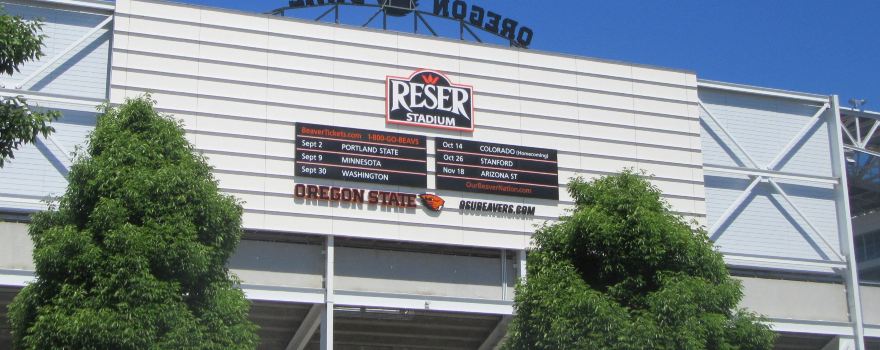 OREGON STATE
RESER
STADIUM
BeaverTickets.com 1-800-GO-BEAVS
Sept 2 PORTLAND STATE
Sept 9 MINNESOTA
Sept 30 WASHINGTON
Oct 14 COLORADO (Homecoming)
Oct 26 STANFORD
Nov 18 ARIZONA ST
OurBeaverNation.com
OREGON STATE
OSUBEAVERS.COM